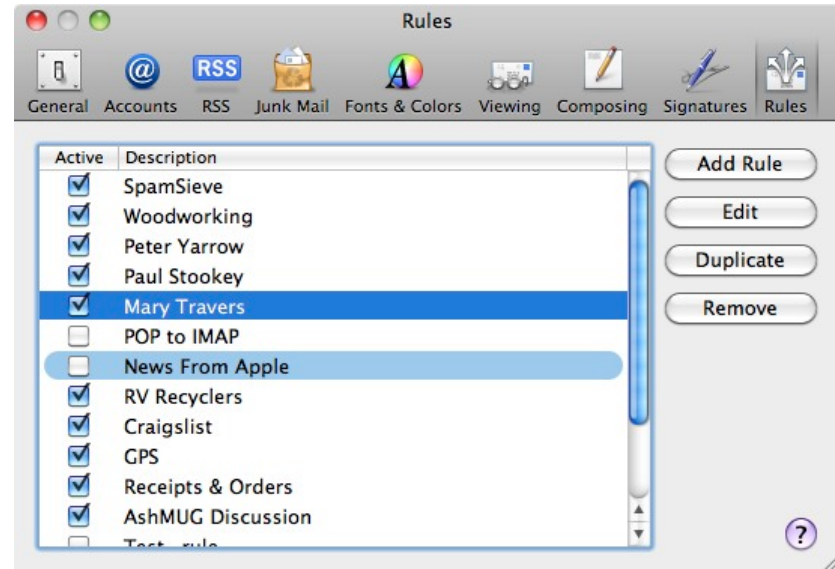 Rules
General Accounts RSS Junk Mail Fonts & Colors Viewing Composing Signatures Rules
RSS
Active Description
SpamSieve
Woodworking
Peter Yarrow
Paul Stookey
Mary Travers
POP to IMAP
News From Apple
RV Recyclers
Craigslist
GPS
Receipts & Orders
AshMUG Discussion
Add Rule
Edit
Duplicate
Remove
?